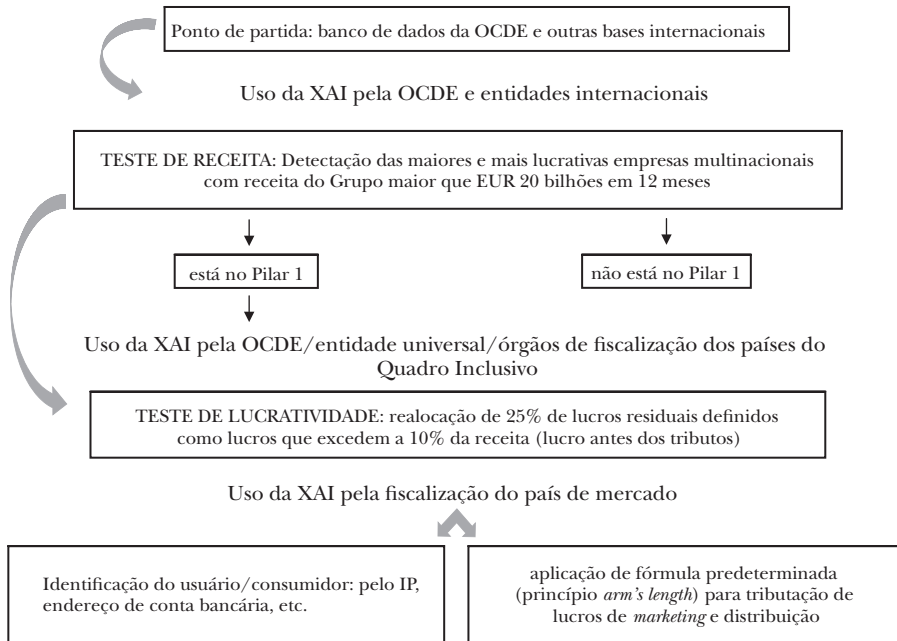 Ponto de partida: banco de dados da OCDE e outras bases internacionais
Uso da XAI pela OCDE e entidades internacionais
TESTE DE RECEITA: Detectação das maiores e mais lucrativas empresas multinacionais
com receita do Grupo maior que EUR 20 bilhões em 12 meses
está no Pilar 1
não está no Pilar 1
Uso da XAI pela OCDE/entidade universal/órgãos de fiscalização dos países do
Quadro Inclusivo
TESTE DE LUCRATIVIDADE: realocação de 25% de lucros residuais definidos
como lucros que excedem a 10% da receita (lucro antes dos tributos)
Uso da XAI pela fiscalização do país de mercado
Identificação do usuário/consumidor: pelo IP,
endereço de conta bancária, etc.
aplicação de fórmula predeterminada
(princípio arm's length) para tributação de
lucros de marketing e distribuição